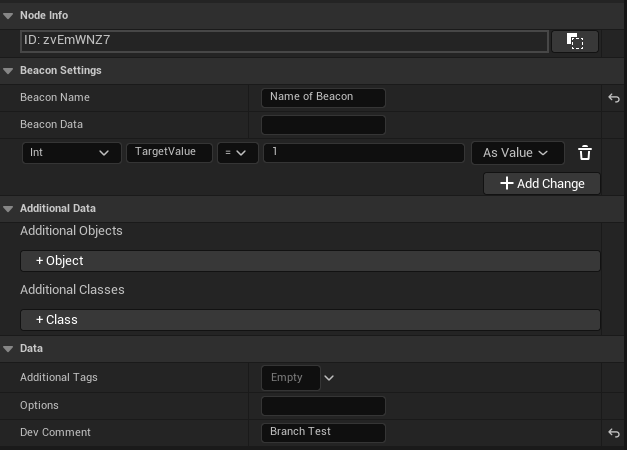 Node Info
ID: zvEmWNZ7
Beacon Settings
Beacon Name Name of Beacon
Beacon Data
Int TargetValue = 1 As Value
+ Add Change
Additional Data
Additional Objects
+ Object
Additional Classes
+ Class
Data
Additional Tags Empty
Options
Dev Comment Branch Test